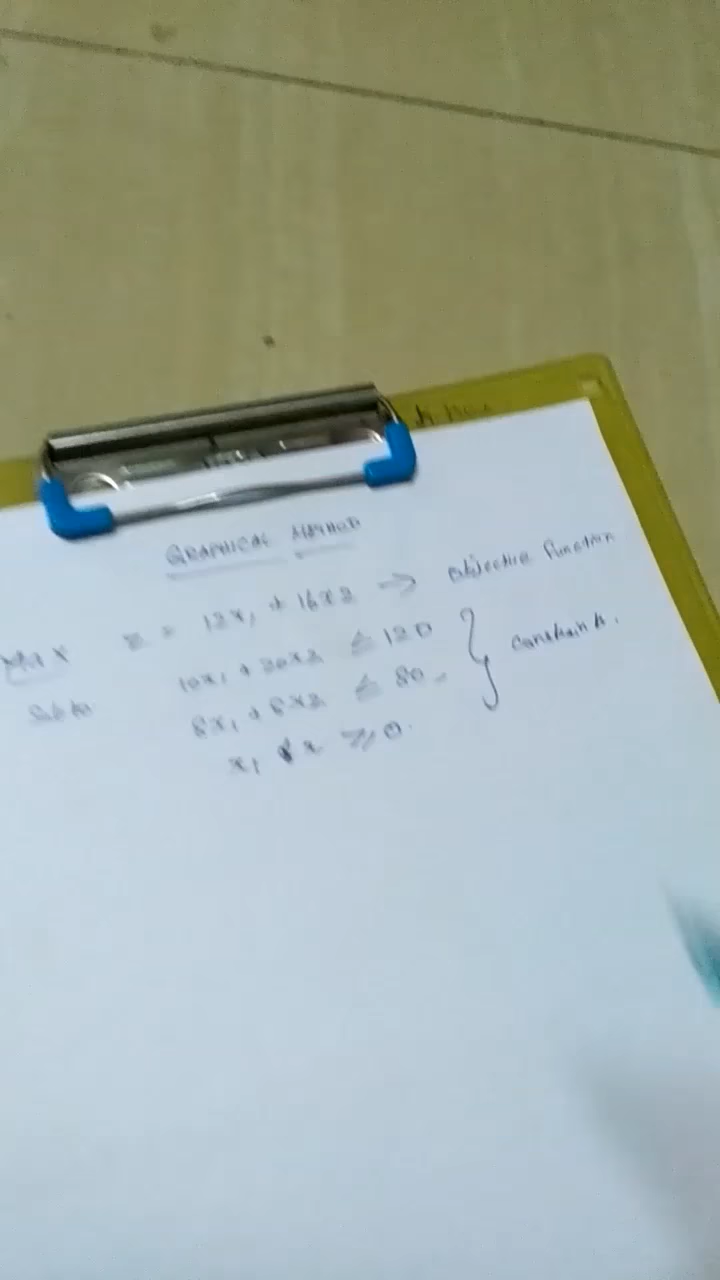 GRAPHICAL METHOD
Max Z = 12x₁ + 16x₂ → objective function
Sub to 10x₁ + 20x₂ ≤ 120
8x₁ + 8x₂ ≤ 80 } constraints.
x₁ & x₂ ≥ 0.